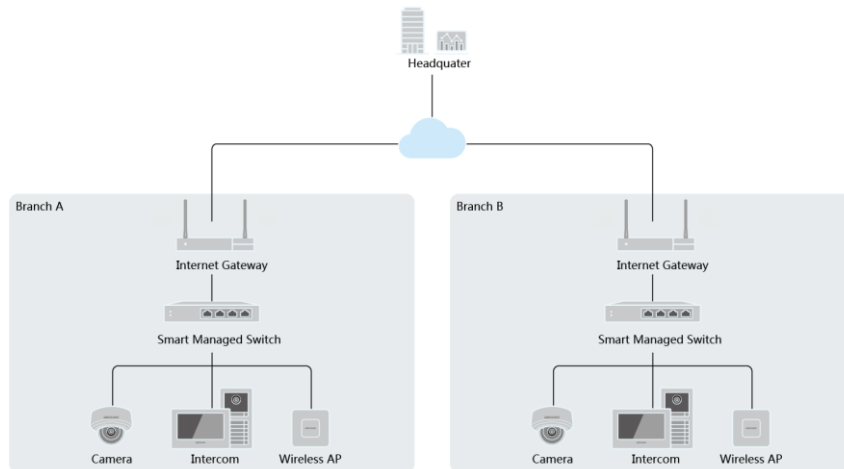 Headquater
Branch A
Branch B
Internet Gateway
Internet Gateway
Smart Managed Switch
Smart Managed Switch
Camera
Intercom
Wireless AP
Camera
Intercom
Wireless AP